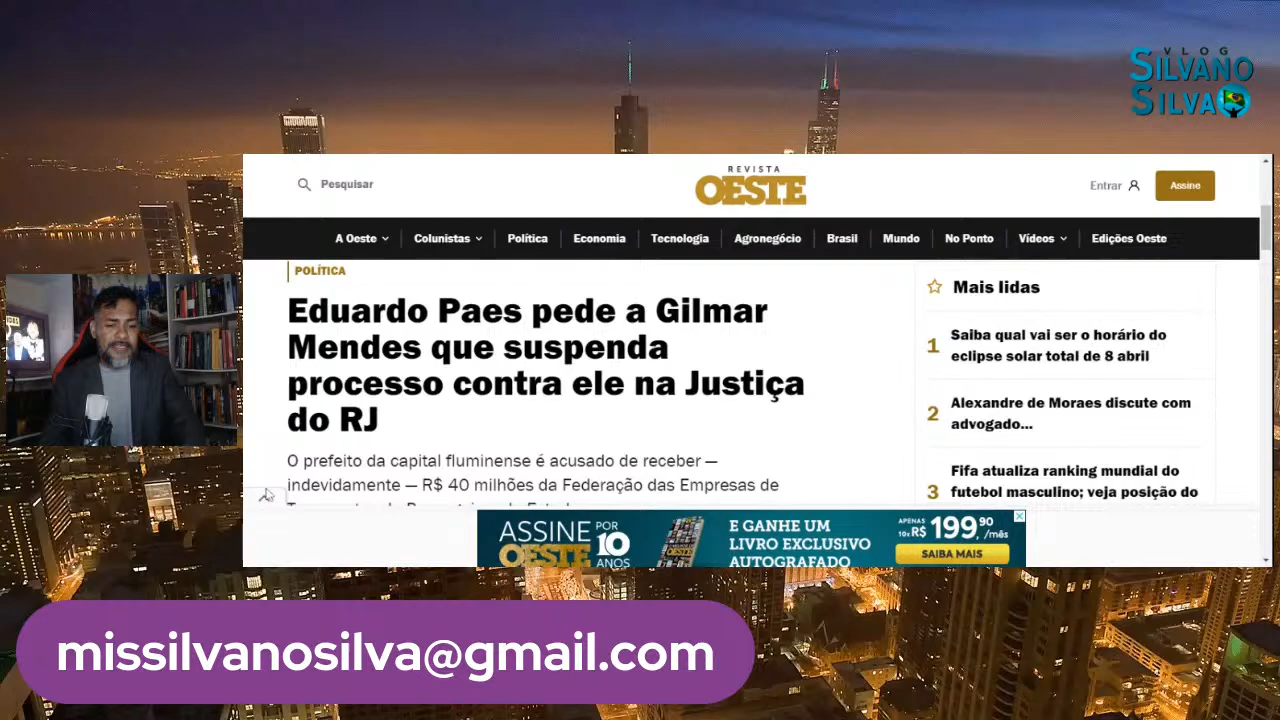 VLOG
SILVANO
SILVA
Pesquisar
REVISTA
OESTE
Entrar
Assine
A Oeste
Colunistas
Política
Economia
Tecnologia
Agronegócio
Brasil
Mundo
No Ponto
Vídeos
Edições Oeste
POLÍTICA
Eduardo Paes pede a Gilmar
Mendes que suspenda
processo contra ele na Justiça
do RJ
O prefeito da capital fluminense é acusado de receber —
indevidamente — R$ 40 milhões da Federação das Empresas de
Mais lidas
1
Saiba qual vai ser o horário do
eclipse solar total de 8 abril
2
Alexandre de Moraes discute com
advogado...
3
Fifa atualiza ranking mundial do
futebol masculino; veja posição do
ASSINE POR
OESTE 10
ANOS
E GANHE UM
LIVRO EXCLUSIVO
AUTOGRAFADO
APENAS
10x R$ 199,90 /mês
SAIBA MAIS
missilvanosilva@gmail.com